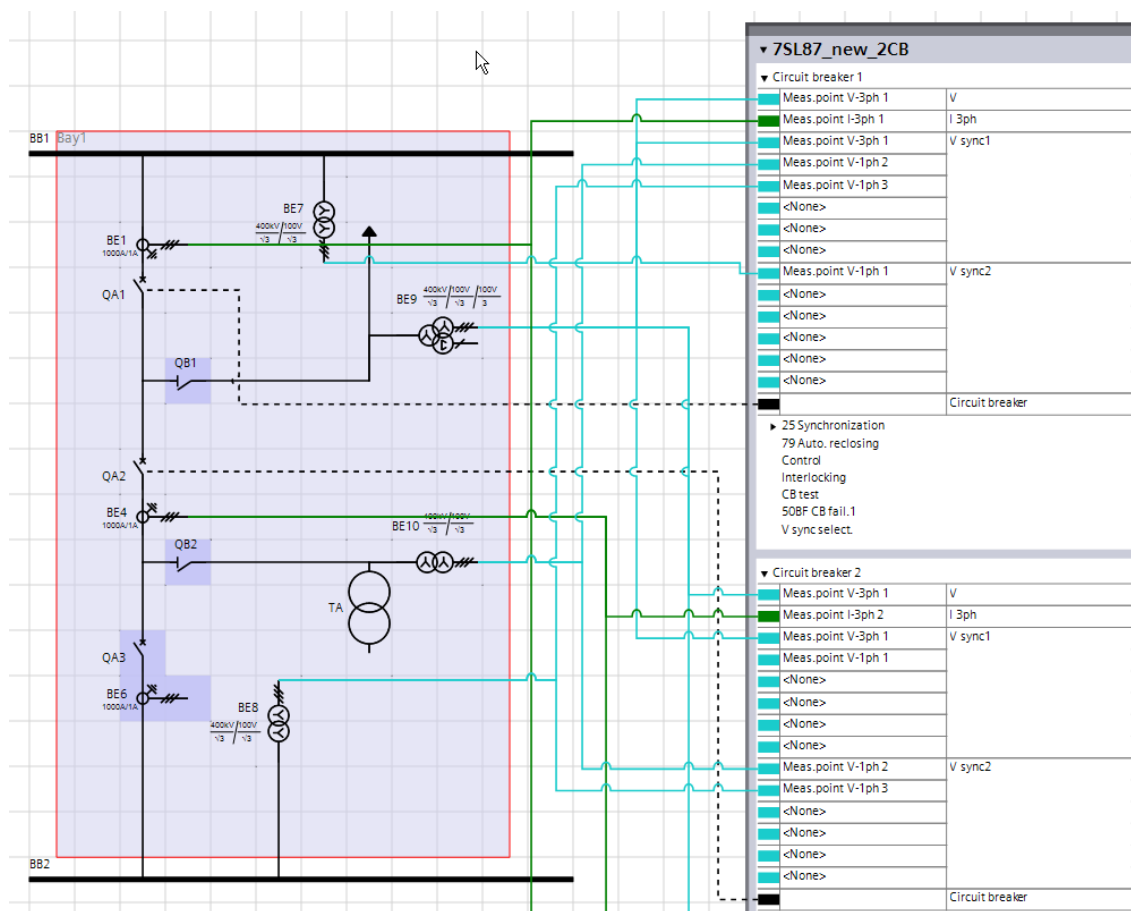 7SL87_new_2CB
Circuit breaker 1
Meas.point V-3ph 1 V
Meas.point I-3ph 1 I 3ph
Meas.point V-3ph 1 V sync1
Meas.point V-1ph 2
Meas.point V-1ph 3
<None>
<None>
<None>
Meas.point V-1ph 1 V sync2
<None>
<None>
<None>
<None>
<None>
Circuit breaker
25 Synchronization
79 Auto. reclosing
Control
Interlocking
CB test
50BF CB fail.1
V sync select.
Circuit breaker 2
Meas.point V-3ph 1 V
Meas.point I-3ph 2 I 3ph
Meas.point V-3ph 1 V sync1
Meas.point V-1ph 1
<None>
<None>
<None>
<None>
Meas.point V-1ph 2 V sync2
Meas.point V-1ph 3
<None>
<None>
<None>
<None>
Circuit breaker
BB1 Bay1
BE7
400kV/100V
√3 √3
BE1
1000A/1A
QA1
BE9
400kV/100V/100V
√3 √3 3
QB1
QA2
BE4
1000A/1A
BE10
400kV/100V
√3 √3
QB2
TA
QA3
BE6
1000A/1A
BE8
400kV/100V
√3 √3
BB2